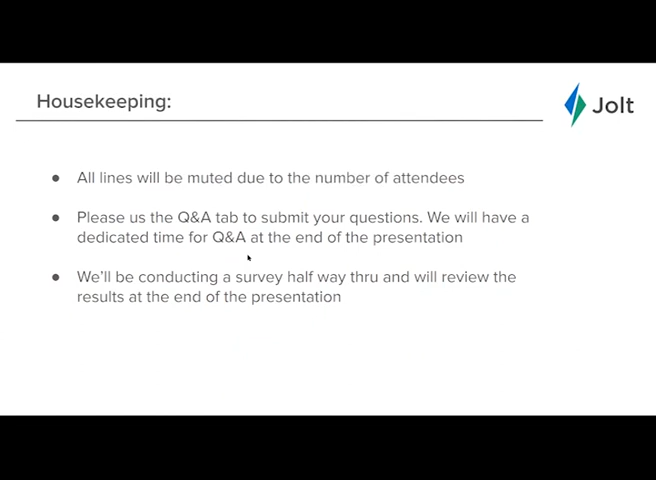 Housekeeping:
Jolt
● All lines will be muted due to the number of attendees
● Please us the Q&A tab to submit your questions. We will have a
dedicated time for Q&A at the end of the presentation
● We'll be conducting a survey half way thru and will review the
results at the end of the presentation